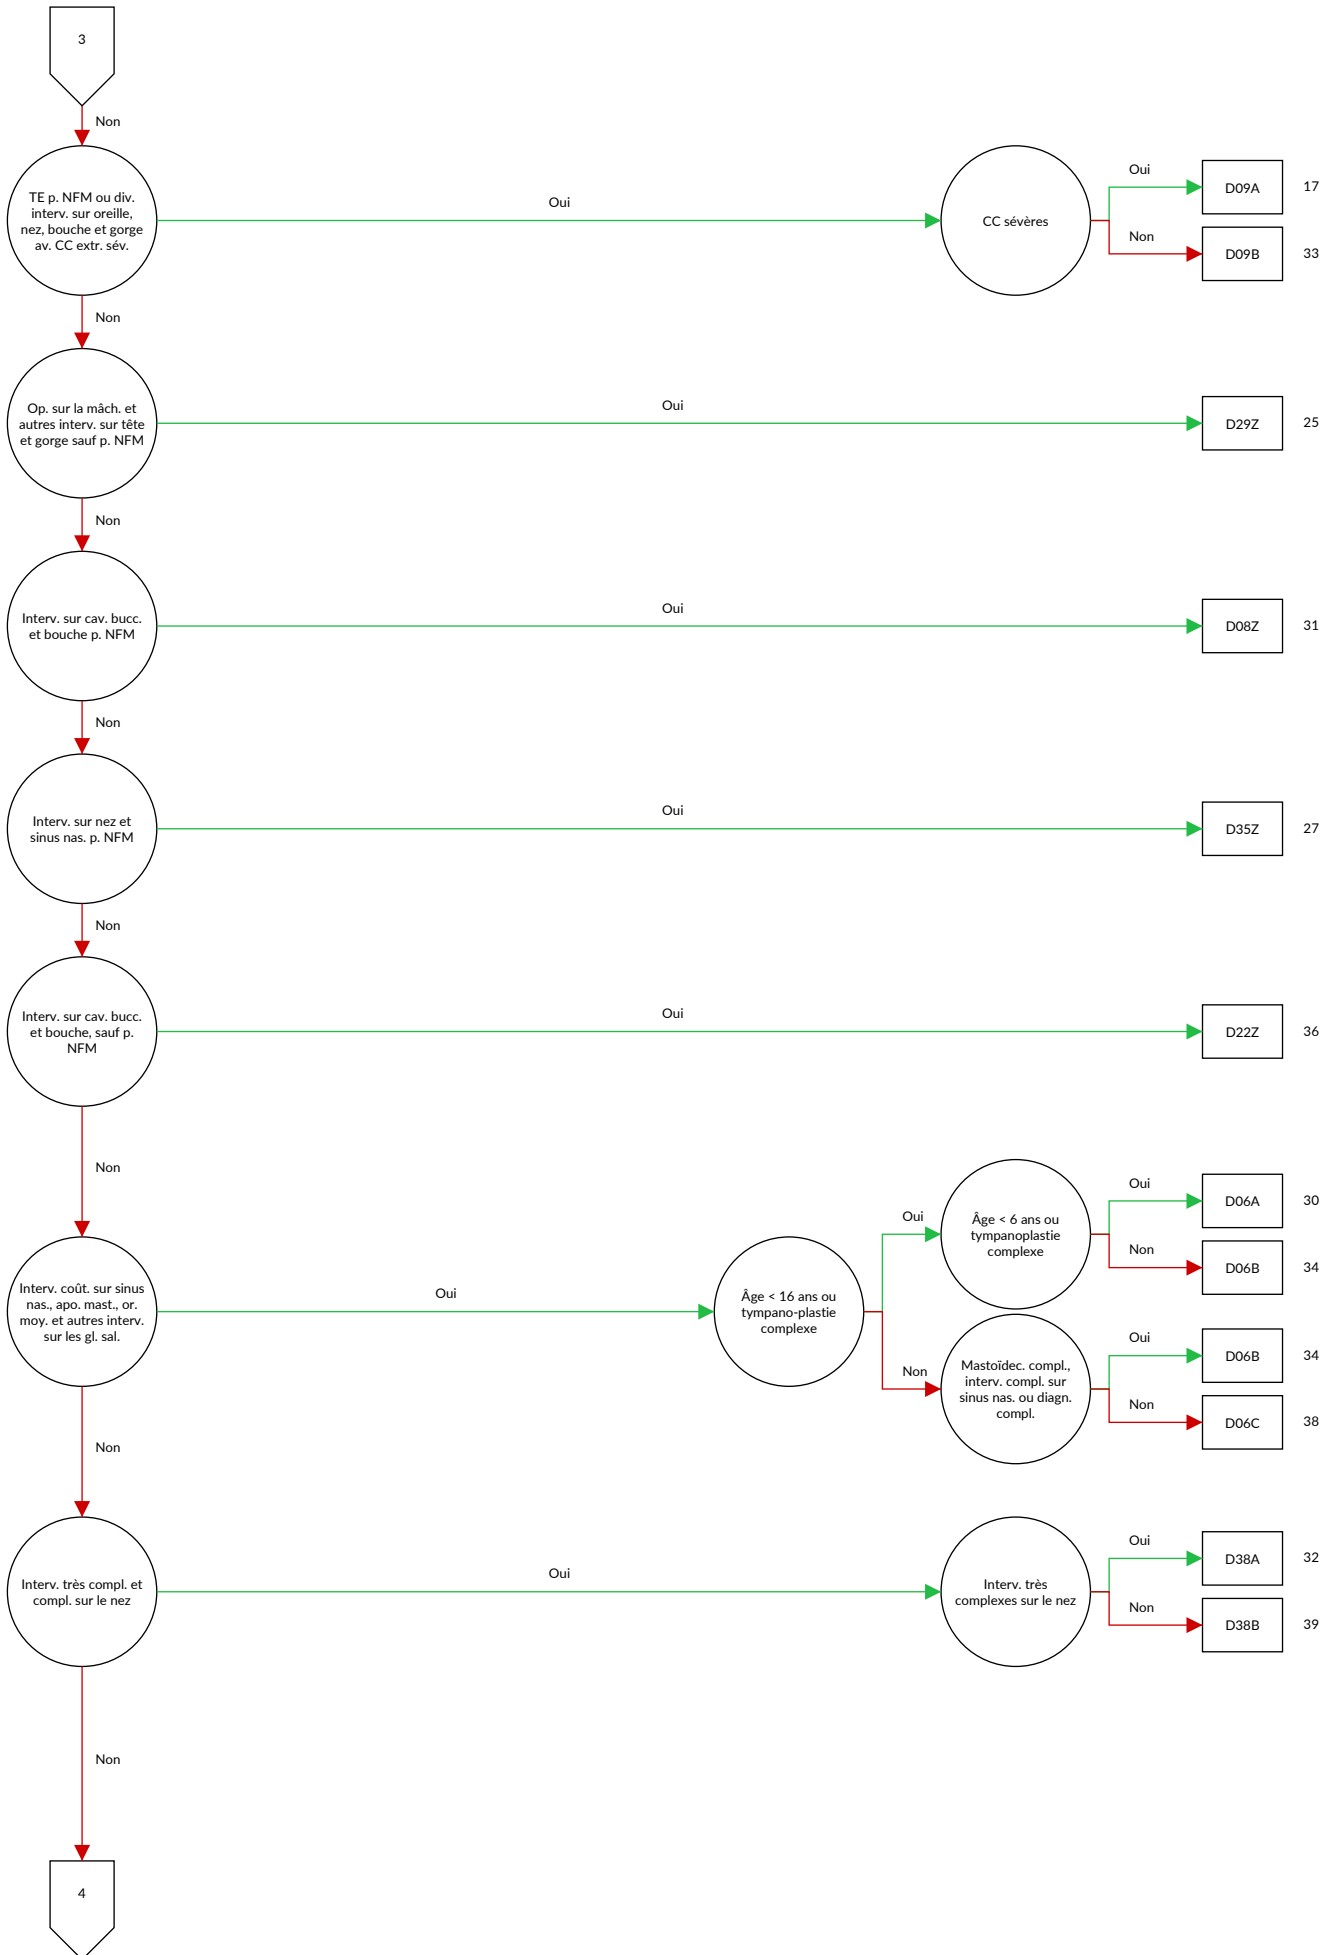 3
Non
TE p. NFM ou div.
interv. sur oreille,
nez, bouche et gorge
av. CC extr. sév.
Oui
CC sévères
Oui
D09A
17
Non
D09B
33
Non
Op. sur la mâch. et
autres interv. sur tête
et gorge sauf p. NFM
Oui
D29Z
25
Non
Interv. sur cav. bucc.
et bouche p. NFM
Oui
D08Z
31
Non
Interv. sur nez et
sinus nas. p. NFM
Oui
D35Z
27
Non
Interv. sur cav. bucc.
et bouche, sauf p.
NFM
Oui
D22Z
36
Non
Interv. coût. sur sinus
nas., apo. mast., or.
moy. et autres interv.
sur les gl. sal.
Oui
Âge < 16 ans ou
tympano-plastie
complexe
Oui
Âge < 6 ans ou
tympanoplastie
complexe
Oui
D06A
30
Non
D06B
34
Non
Mastoïdec. compl.,
interv. compl. sur
sinus nas. ou diagn.
compl.
Oui
D06B
34
Non
D06C
38
Non
Interv. très compl. et
compl. sur le nez
Oui
Interv. très
complexes sur le nez
Oui
D38A
32
Non
D38B
39
Non
4